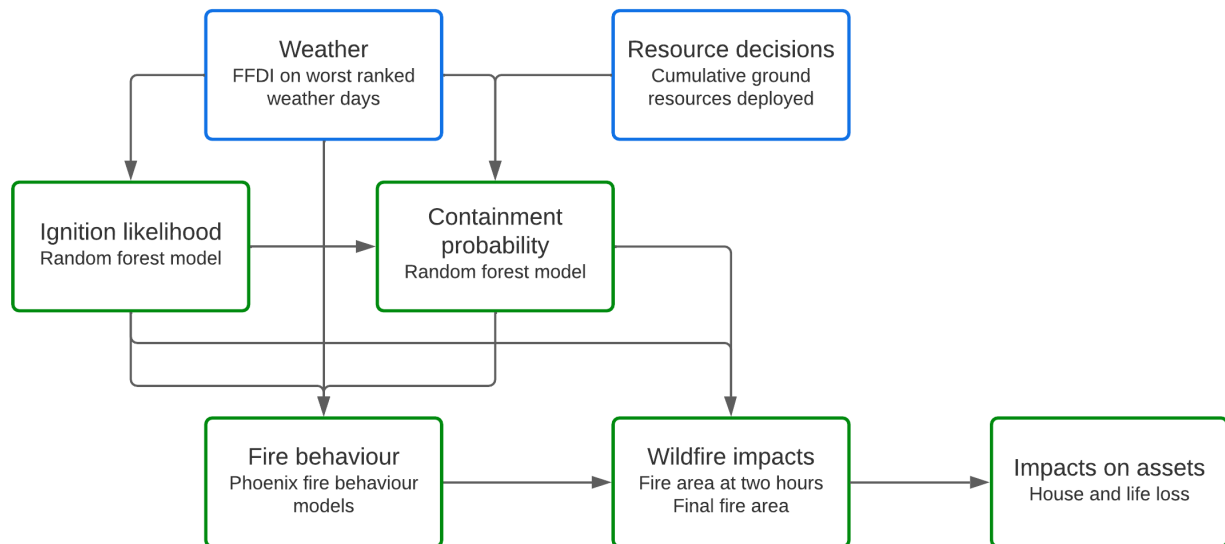 Weather
FFDI on worst ranked
weather days
Resource decisions
Cumulative ground
resources deployed
Ignition likelihood
Random forest model
Containment
probability
Random forest model
Fire behaviour
Phoenix fire behaviour
models
Wildfire impacts
Fire area at two hours
Final fire area
Impacts on assets
House and life loss